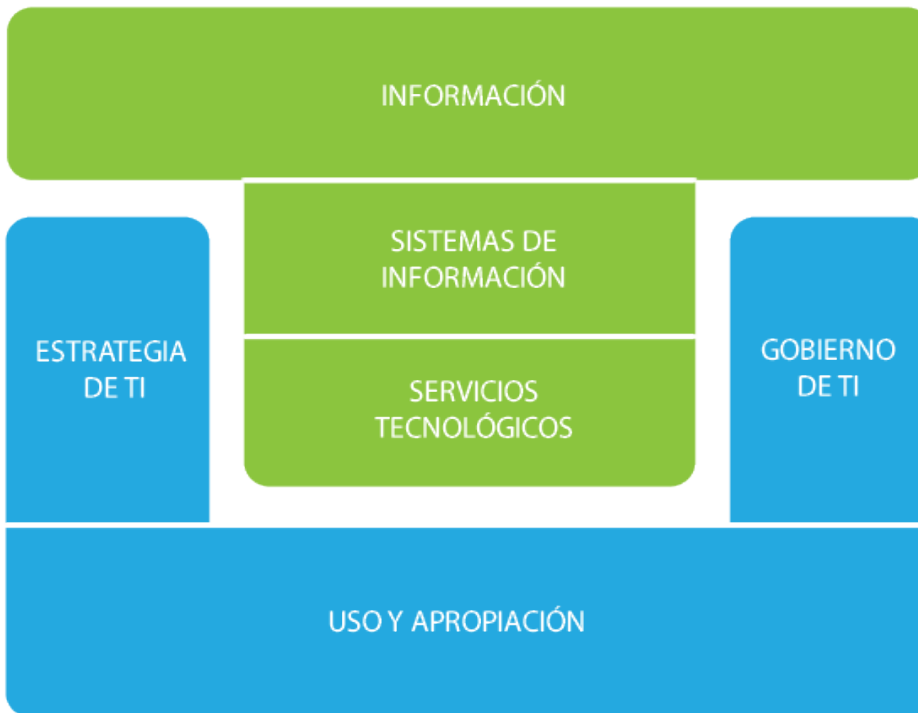 INFORMACIÓN
SISTEMAS DE
INFORMACIÓN
ESTRATEGIA
DE TI
SERVICIOS
TECNOLÓGICOS
GOBIERNO
DE TI
USO Y APROPIACIÓN